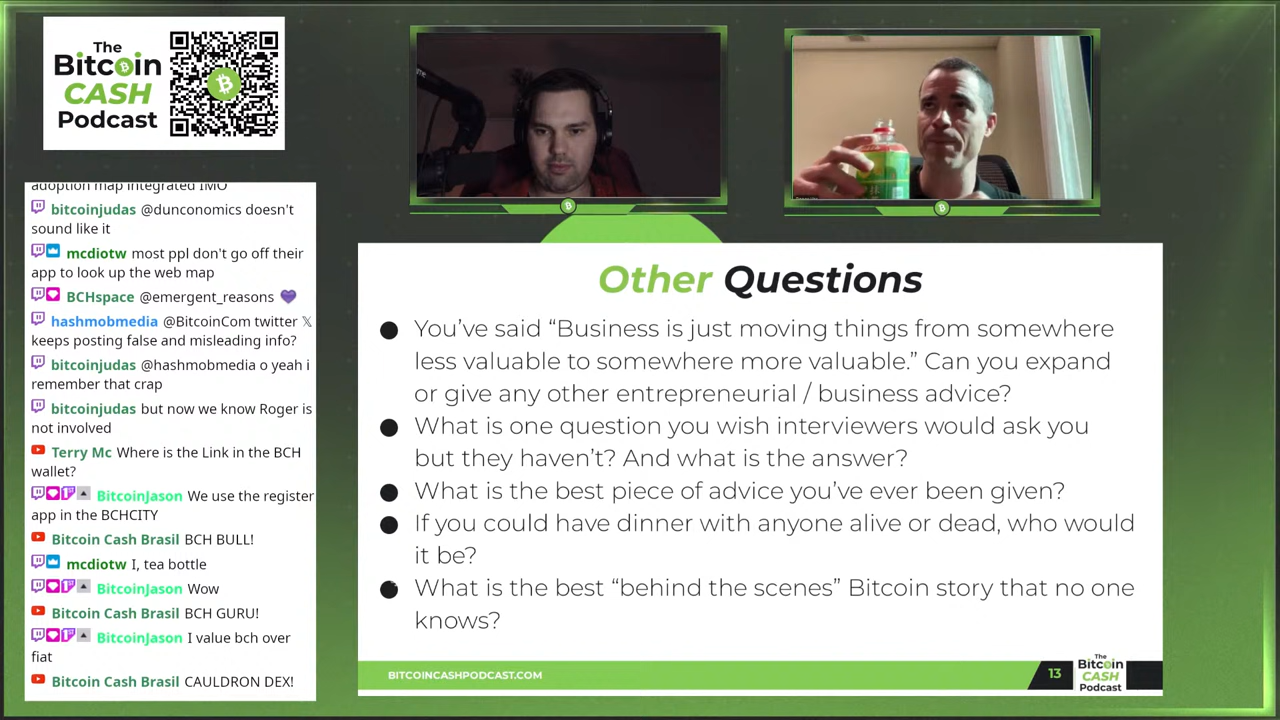 The
Bitcoin
CASH
Podcast
adoption map integrated IMO
bitcoinjudas @dunconomics doesn't
sound like it
mcdiotw most ppl don't go off their
app to look up the web map
BCHspace @emergent_reasons 💜
hashmobmedia @BitcoinCom twitter 𝕏
keeps posting false and misleading info?
bitcoinjudas @hashmobmedia o yeah i
remember that crap
bitcoinjudas but now we know Roger is
not involved
Terry Mc Where is the Link in the BCH
wallet?
BitcoinJason We use the register
app in the BCHCITY
Bitcoin Cash Brasil BCH BULL!
mcdiotw I, tea bottle
BitcoinJason Wow
Bitcoin Cash Brasil BCH GURU!
BitcoinJason I value bch over
fiat
Bitcoin Cash Brasil CAULDRON DEX!
Other Questions
● You've said “Business is just moving things from somewhere
less valuable to somewhere more valuable.” Can you expand
or give any other entrepreneurial / business advice?
● What is one question you wish interviewers would ask you
but they haven't? And what is the answer?
● What is the best piece of advice you've ever been given?
● If you could have dinner with anyone alive or dead, who would
it be?
● What is the best “behind the scenes” Bitcoin story that no one
knows?
BITCOINCASHPODCAST.COM
13
The
Bitcoin
CASH
Podcast